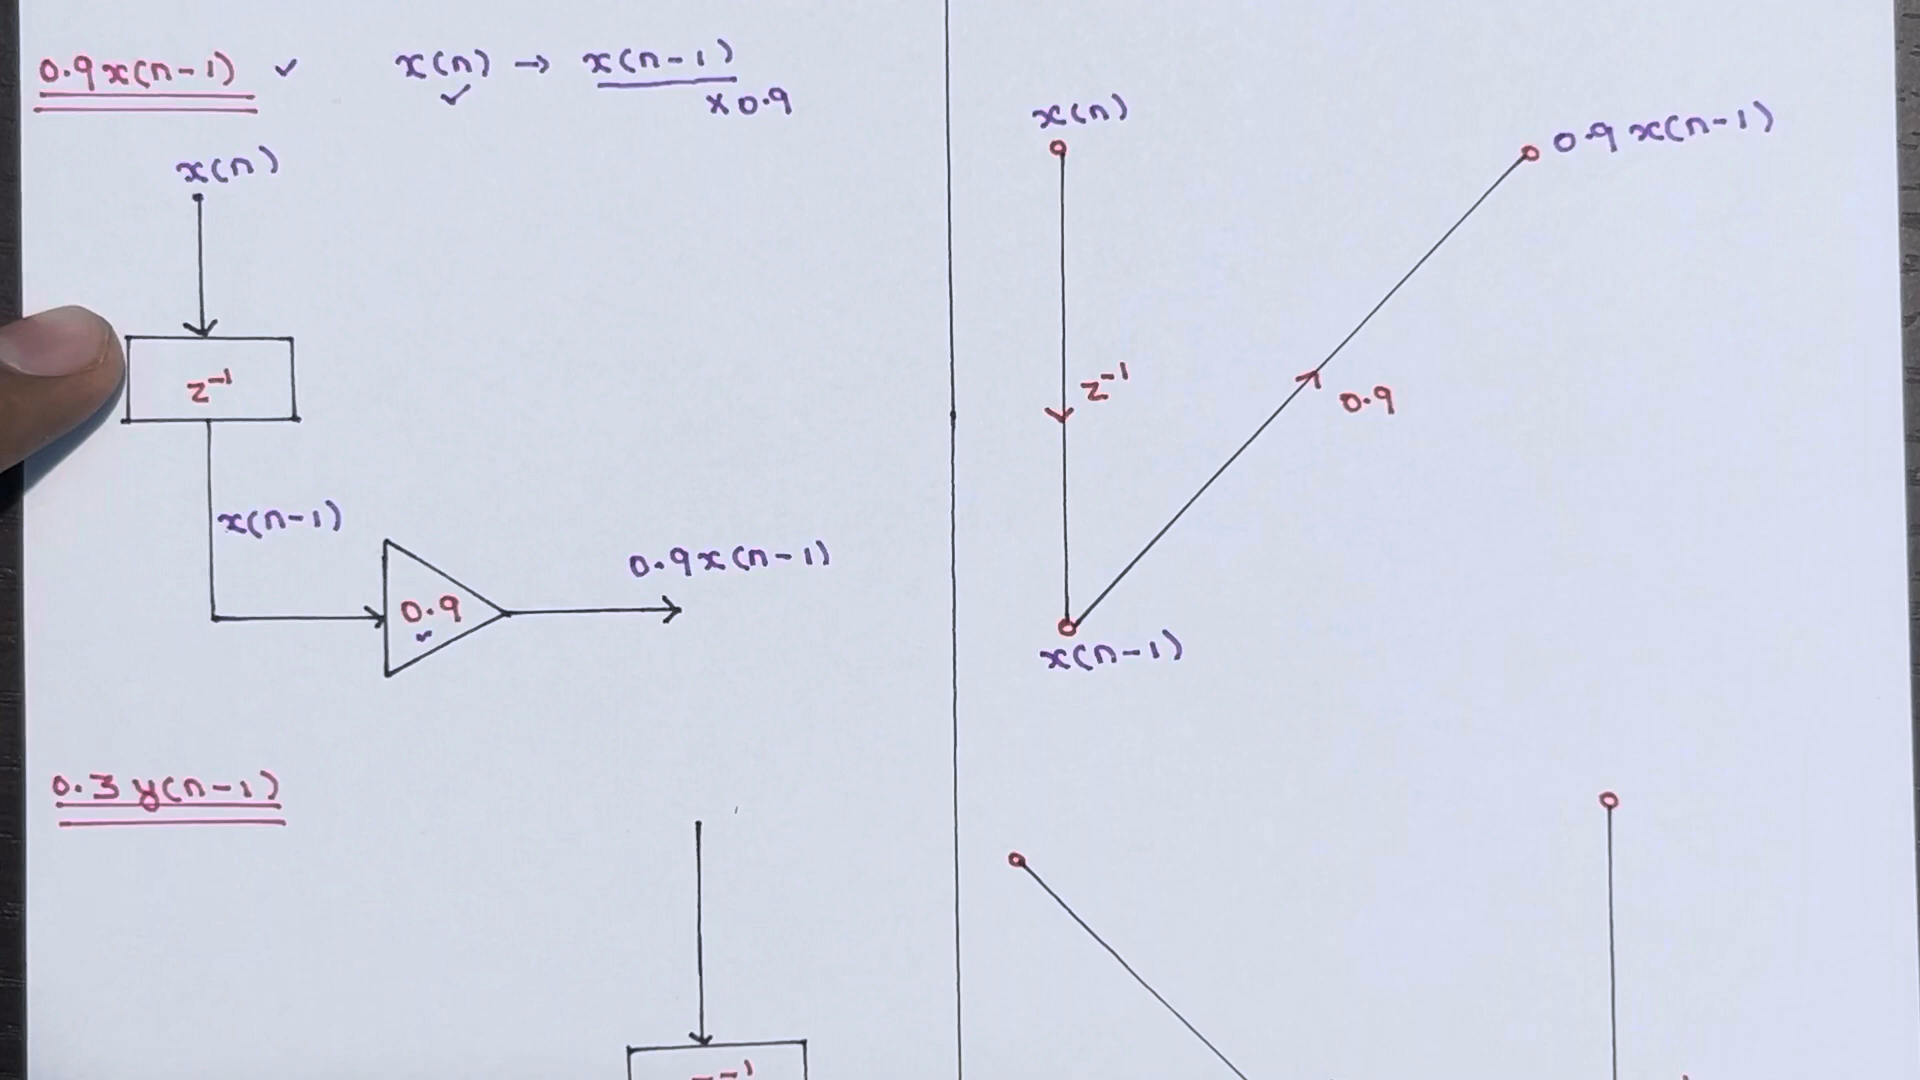 0.9x(n-1) ✓ x(n) → x(n-1)
✓ ×0.9
x(n)
z⁻¹
x(n-1)
0.9
0.9x(n-1)
x(n)
0.9x(n-1)
z⁻¹
0.9
x(n-1)
0.3y(n-1)